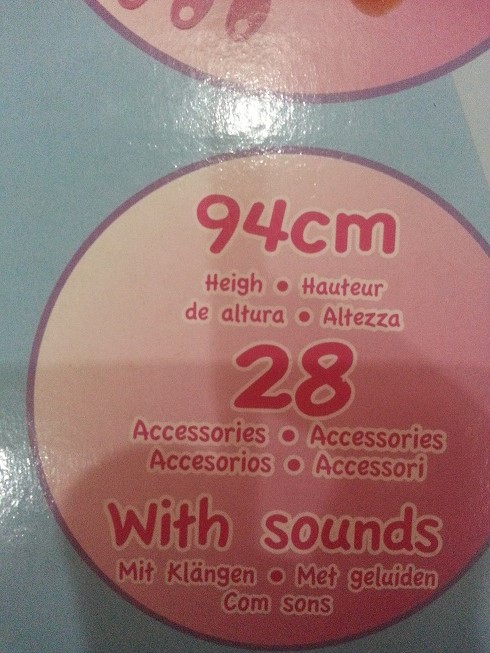 94cm
Heigh • Hauteur
de altura • Altezza
28
Accessories • Accessories
Accesorios • Accessori
With sounds
Mit Klängen • Met geluiden
Com sons